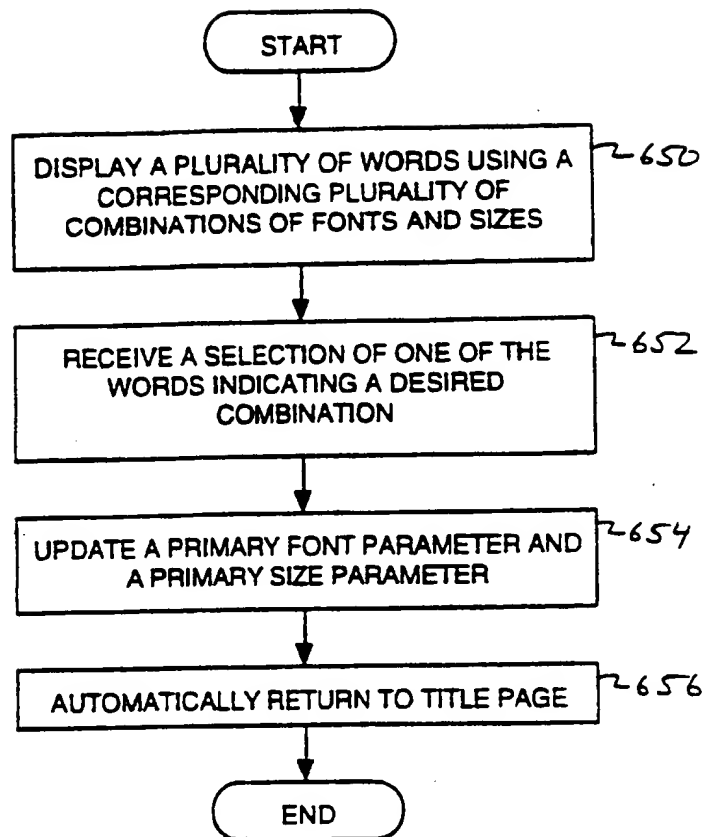 START
DISPLAY A PLURALITY OF WORDS USING A
CORRESPONDING PLURALITY OF
COMBINATIONS OF FONTS AND SIZES
650
RECEIVE A SELECTION OF ONE OF THE
WORDS INDICATING A DESIRED
COMBINATION
652
UPDATE A PRIMARY FONT PARAMETER AND
A PRIMARY SIZE PARAMETER
654
AUTOMATICALLY RETURN TO TITLE PAGE
656
END